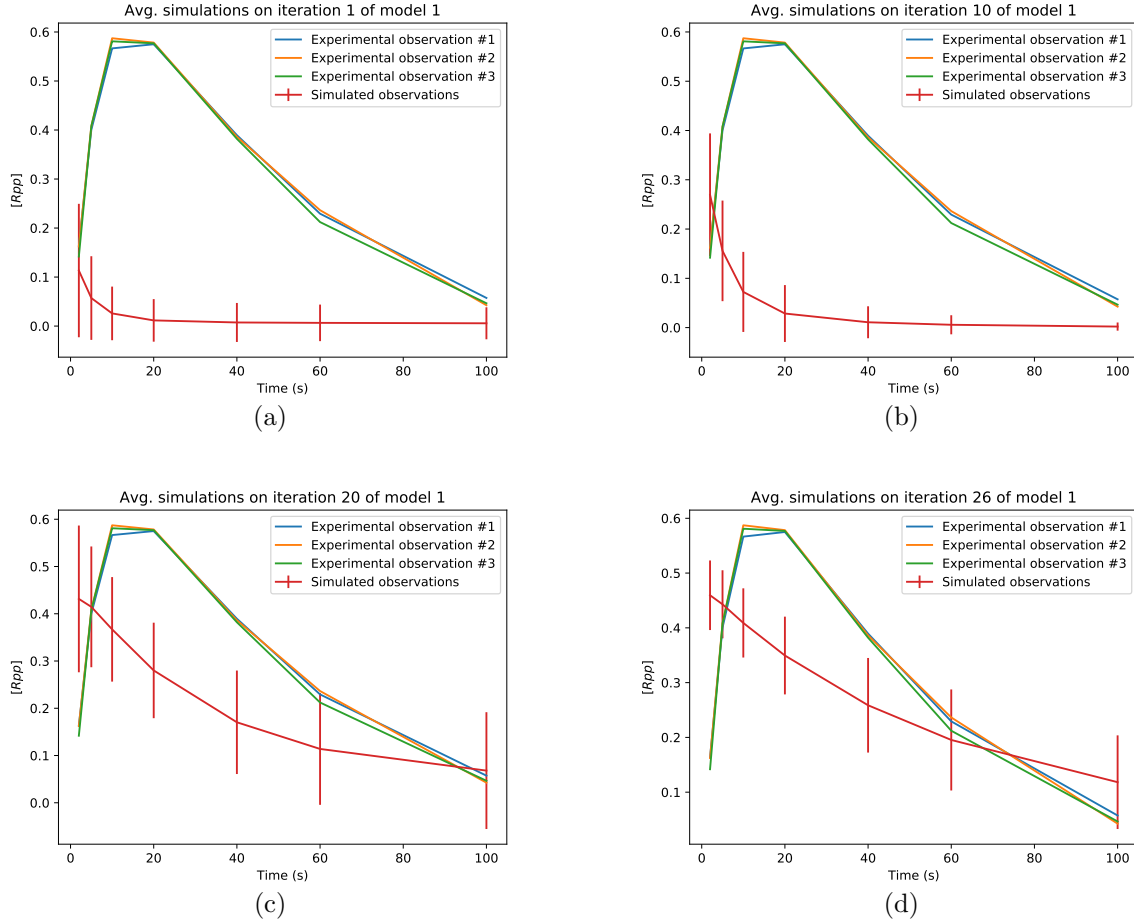 Avg. simulations on iteration 1 of model 1
0.6
0.5
0.4
0.3
0.2
0.1
0.0
[Rpp]
Experimental observation #1
Experimental observation #2
Experimental observation #3
Simulated observations
0 20 40 60 80 100
Time (s)
(a)
Avg. simulations on iteration 10 of model 1
0.6
0.5
0.4
0.3
0.2
0.1
0.0
[Rpp]
Experimental observation #1
Experimental observation #2
Experimental observation #3
Simulated observations
0 20 40 60 80 100
Time (s)
(b)
Avg. simulations on iteration 20 of model 1
0.6
0.5
0.4
0.3
0.2
0.1
0.0
[Rpp]
Experimental observation #1
Experimental observation #2
Experimental observation #3
Simulated observations
0 20 40 60 80 100
Time (s)
(c)
Avg. simulations on iteration 26 of model 1
0.6
0.5
0.4
0.3
0.2
0.1
[Rpp]
Experimental observation #1
Experimental observation #2
Experimental observation #3
Simulated observations
0 20 40 60 80 100
Time (s)
(d)